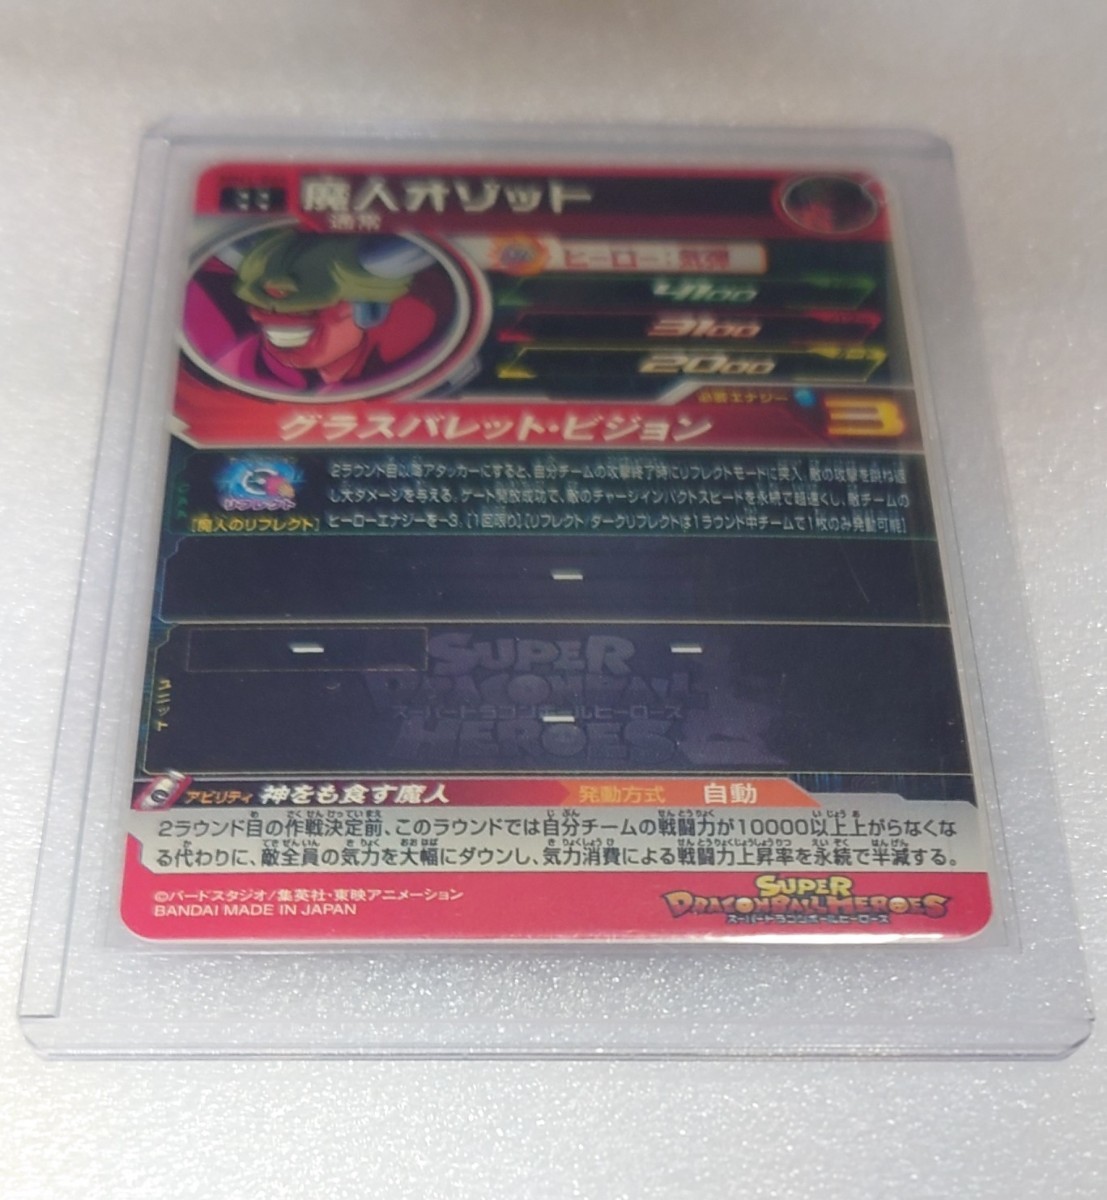 魔人オゾット
通常
ヒーロー：気弾
4100
3100
2000
必要エナジー 3
グラスバレット・ビジョン
リフレクト
[魔人のリフレクト]
2ラウンド目以降アタッカーにすると、自分チームの攻撃終了時にリフレクトモードに突入。敵の攻撃を跳ね返
し大ダメージを与える。ゲート開放成功で、敵のチャージインパクトスピードを永続で超速くし、敵チームの
ヒーローエナジーを-3。[1回限り][リフレクト ダークリフレクトは1ラウンド中チームで1枚のみ発動可能]
-
ユニット
-
-
-
SUPER
DRAGONBALL
スーパードラゴンボールヒーローズ
HEROES
アビリティ 神をも食す魔人 発動方式 自動
2ラウンド目の作戦決定前、このラウンドでは自分チームの戦闘力が10000以上上がらなくな
る代わりに、敵全員の気力を大幅にダウンし、気力消費による戦闘力上昇率を永続で半減する。
©バードスタジオ/集英社・東映アニメーション
BANDAI MADE IN JAPAN
SUPER
DRAGONBALL HEROES
スーパードラゴンボールヒーローズ